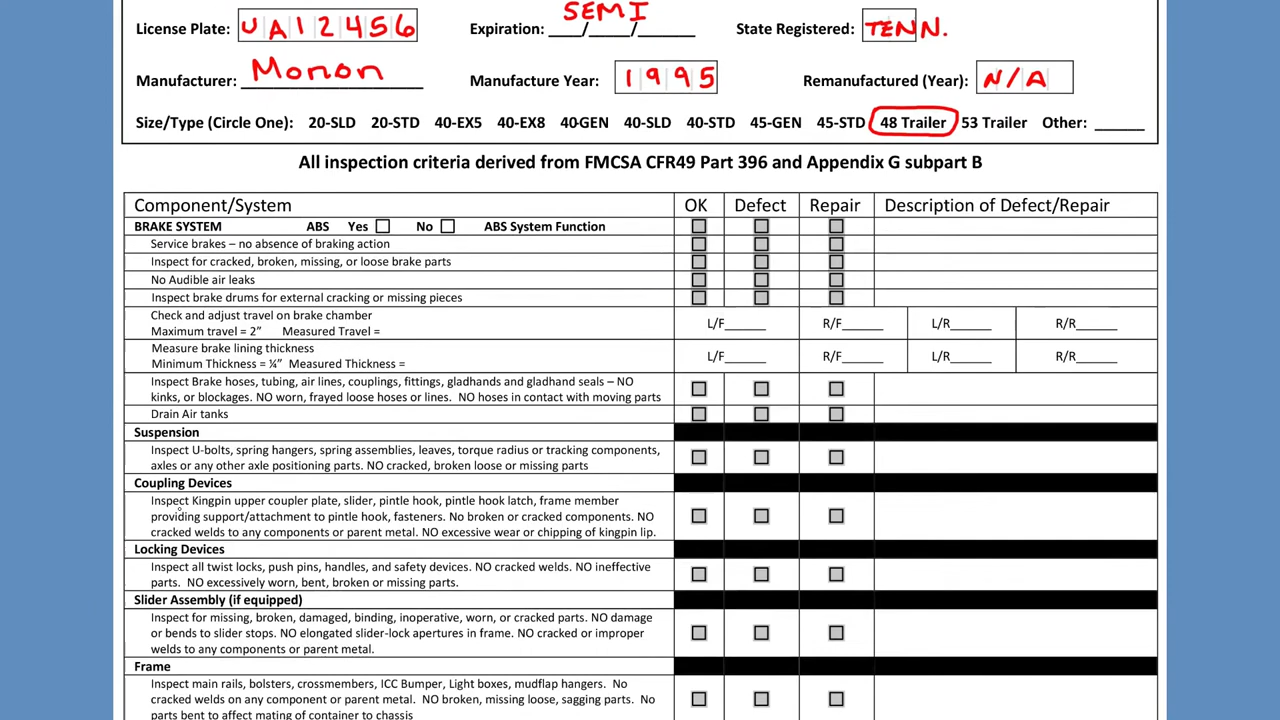 SEMI
License Plate: UA12456 Expiration: ___/_____/_______ State Registered: TENN.
Manufacturer: Monon Manufacture Year: 1995 Remanufactured (Year): N/A
Size/Type (Circle One): 20-SLD 20-STD 40-EX5 40-EX8 40-GEN 40-SLD 40-STD 45-GEN 45-STD 48 Trailer 53 Trailer Other: ______
All inspection criteria derived from FMCSA CFR49 Part 396 and Appendix G subpart B
Component/System OK Defect Repair Description of Defect/Repair
BRAKE SYSTEM ABS Yes No ABS System Function
Service brakes – no absence of braking action
Inspect for cracked, broken, missing, or loose brake parts
No Audible air leaks
Inspect brake drums for external cracking or missing pieces
Check and adjust travel on brake chamber
Maximum travel = 2” Measured Travel = L/F______ R/F______ L/R______ R/R______
Measure brake lining thickness
Minimum Thickness = ¼” Measured Thickness = L/F______ R/F______ L/R______ R/R______
Inspect Brake hoses, tubing, air lines, couplings, fittings, gladhands and gladhand seals – NO
kinks, or blockages. NO worn, frayed loose hoses or lines. NO hoses in contact with moving parts
Drain Air tanks
Suspension
Inspect U-bolts, spring hangers, spring assemblies, leaves, torque radius or tracking components,
axles or any other axle positioning parts. NO cracked, broken loose or missing parts
Coupling Devices
Inspect Kingpin upper coupler plate, slider, pintle hook, pintle hook latch, frame member
providing support/attachment to pintle hook, fasteners. No broken or cracked components. NO
cracked welds to any components or parent metal. NO excessive wear or chipping of kingpin lip.
Locking Devices
Inspect all twist locks, push pins, handles, and safety devices. NO cracked welds. NO ineffective
parts. NO excessively worn, bent, broken or missing parts.
Slider Assembly (if equipped)
Inspect for missing, broken, damaged, binding, inoperative, worn, or cracked parts. NO damage
or bends to slider stops. NO elongated slider-lock apertures in frame. NO cracked or improper
welds to any components or parent metal.
Frame
Inspect main rails, bolsters, crossmembers, ICC Bumper, Light boxes, mudflap hangers. No
cracked welds on any component or parent metal. NO broken, missing loose, sagging parts. No
parts bent to affect mating of container to chassis